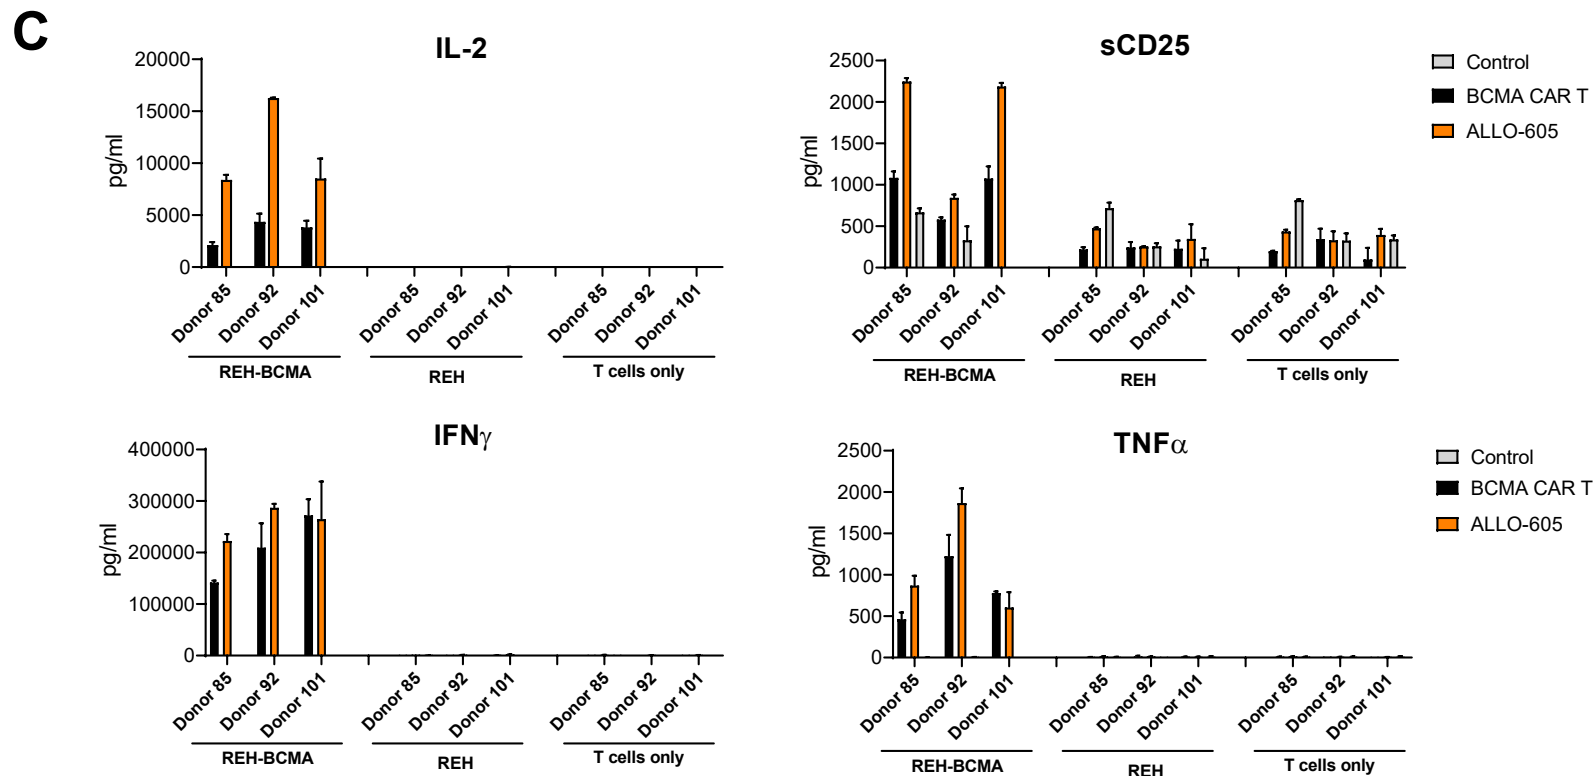 C
IL-2
pg/ml
20000
15000
10000
5000
0
Donor 85
Donor 92
Donor 101
Donor 85
Donor 92
Donor 101
Donor 85
Donor 92
Donor 101
REH-BCMA
REH
T cells only
sCD25
pg/ml
2500
2000
1500
1000
500
0
Donor 85
Donor 92
Donor 101
Donor 85
Donor 92
Donor 101
Donor 85
Donor 92
Donor 101
REH-BCMA
REH
T cells only
Control
BCMA CAR T
ALLO-605
IFNγ
pg/ml
400000
300000
200000
100000
0
Donor 85
Donor 92
Donor 101
Donor 85
Donor 92
Donor 101
Donor 85
Donor 92
Donor 101
REH-BCMA
REH
T cells only
TNFα
pg/ml
2500
2000
1500
1000
500
0
Donor 85
Donor 92
Donor 101
Donor 85
Donor 92
Donor 101
Donor 85
Donor 92
Donor 101
REH-BCMA
REH
T cells only
Control
BCMA CAR T
ALLO-605